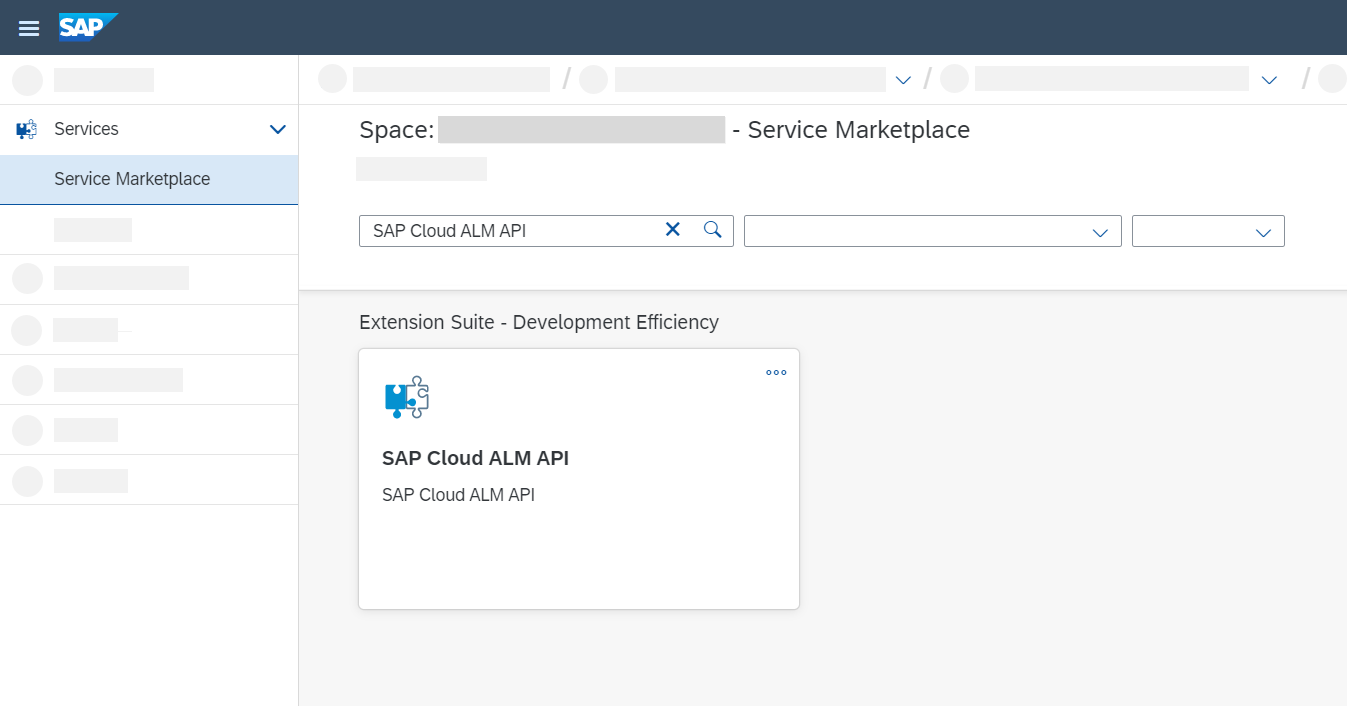 SAP
Services
Service Marketplace
Space: - Service Marketplace
SAP Cloud ALM API
Extension Suite - Development Efficiency
SAP Cloud ALM API
SAP Cloud ALM API